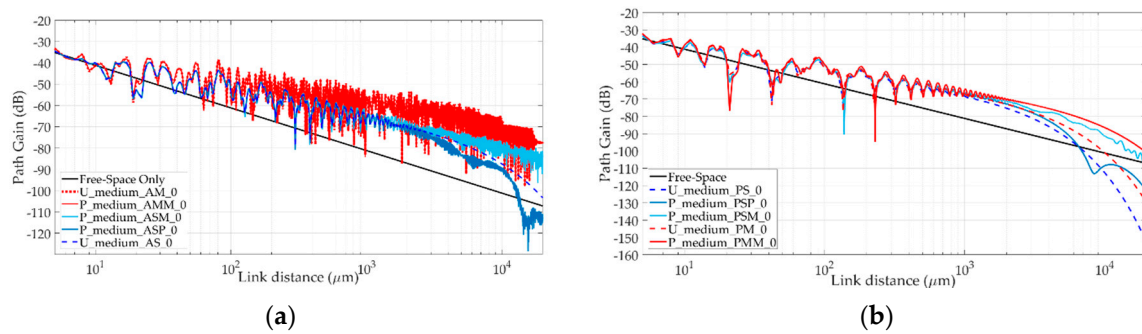 -20
-30
-40
-50
-60
-70
-80
-90
-100
-110
-120
Path Gain (dB)
Free-Space Only
U_medium_AM_0
P_medium_AMM_0
P_medium_ASM_0
P_medium_ASP_0
U_medium_AS_0
10¹ 10² 10³ 10⁴
Link distance (μm)
(a)
-20
-30
-40
-50
-60
-70
-80
-90
-100
-110
-120
-130
-140
-150
-160
Path Gain (dB)
Free-Space
U_medium_PS_0
P_medium_PSP_0
P_medium_PSM_0
U_medium_PM_0
P_medium_PMM_0
10¹ 10² 10³ 10⁴
Link distance (μm)
(b)